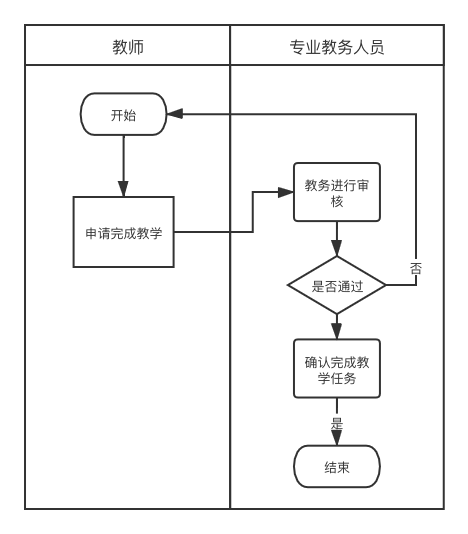 教师
专业教务人员
开始
申请完成教学
教务进行审
核
是否通过
否
确认完成教
学任务
是
结束